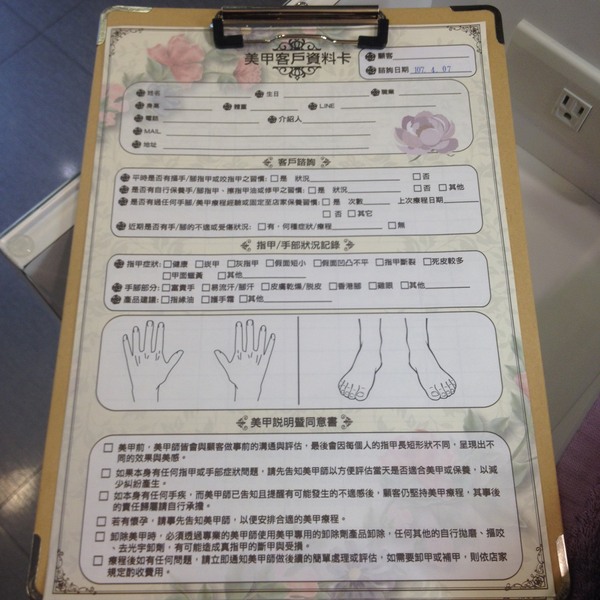 美甲客戶資料卡
顧客
諮詢日期 107. 4. 07
姓名 生日 職業
身高 體重 LINE
電話 介紹人
MAIL
地址
客戶諮詢
平時是否有摳手/腳指甲或咬指甲之習慣: □是 狀況 □否
是否有自行保養手/腳指甲、擦指甲油或修甲之習慣: □是 狀況 □否 □其他
是否有過任何手腳/美甲療程經驗或固定至店家保養習慣: □是 次數 上次療程日期
□否 □其它
近期是否有手/腳的不適或受傷狀況: □有,何種症狀/療程 □無
指甲/手部狀況記錄
指甲症狀: □健康 □崁甲 □灰指甲 □假面短小 □假面凹凸不平 □指甲斷裂 □死皮較多
□甲面蠟黃 □其他
手腳部分: □富貴手 □易流汗/腳汗 □皮膚乾燥/脫皮 □香港腳 □雞眼 □其他
產品建議: □指緣油 □護手霜 □其他
美甲說明暨同意書
□ 美甲前,美甲師皆會與顧客做事前的溝通與評估,最後會因每個人的指甲長短形狀不同,呈現出不
同的效果與美感。
□ 如果本身有任何指甲或手部症狀問題,請先告知美甲師以方便評估當天是否適合美甲或保養,以減
少糾紛產生。
□ 如本身有任何手疾,而美甲師已告知且提醒有可能發生的不適感後,顧客仍堅持美甲療程,其事後
的責任歸屬請自行承擔。
□ 若有懷孕,請事先告知美甲師,以便安排合適的美甲療程。
□ 卸除美甲時,必須透過專業的美甲師使用美甲專用的卸除劑產品卸除,任何其他的自行拋磨、摳咬
、去光宇卸劑,有可能造成真指甲的斷甲與受損。
□ 療程後如有任何問題,請立即通知美甲師做後續的簡單處理或評估,如需要卸甲或補甲,則依店家
規定酌收費用。